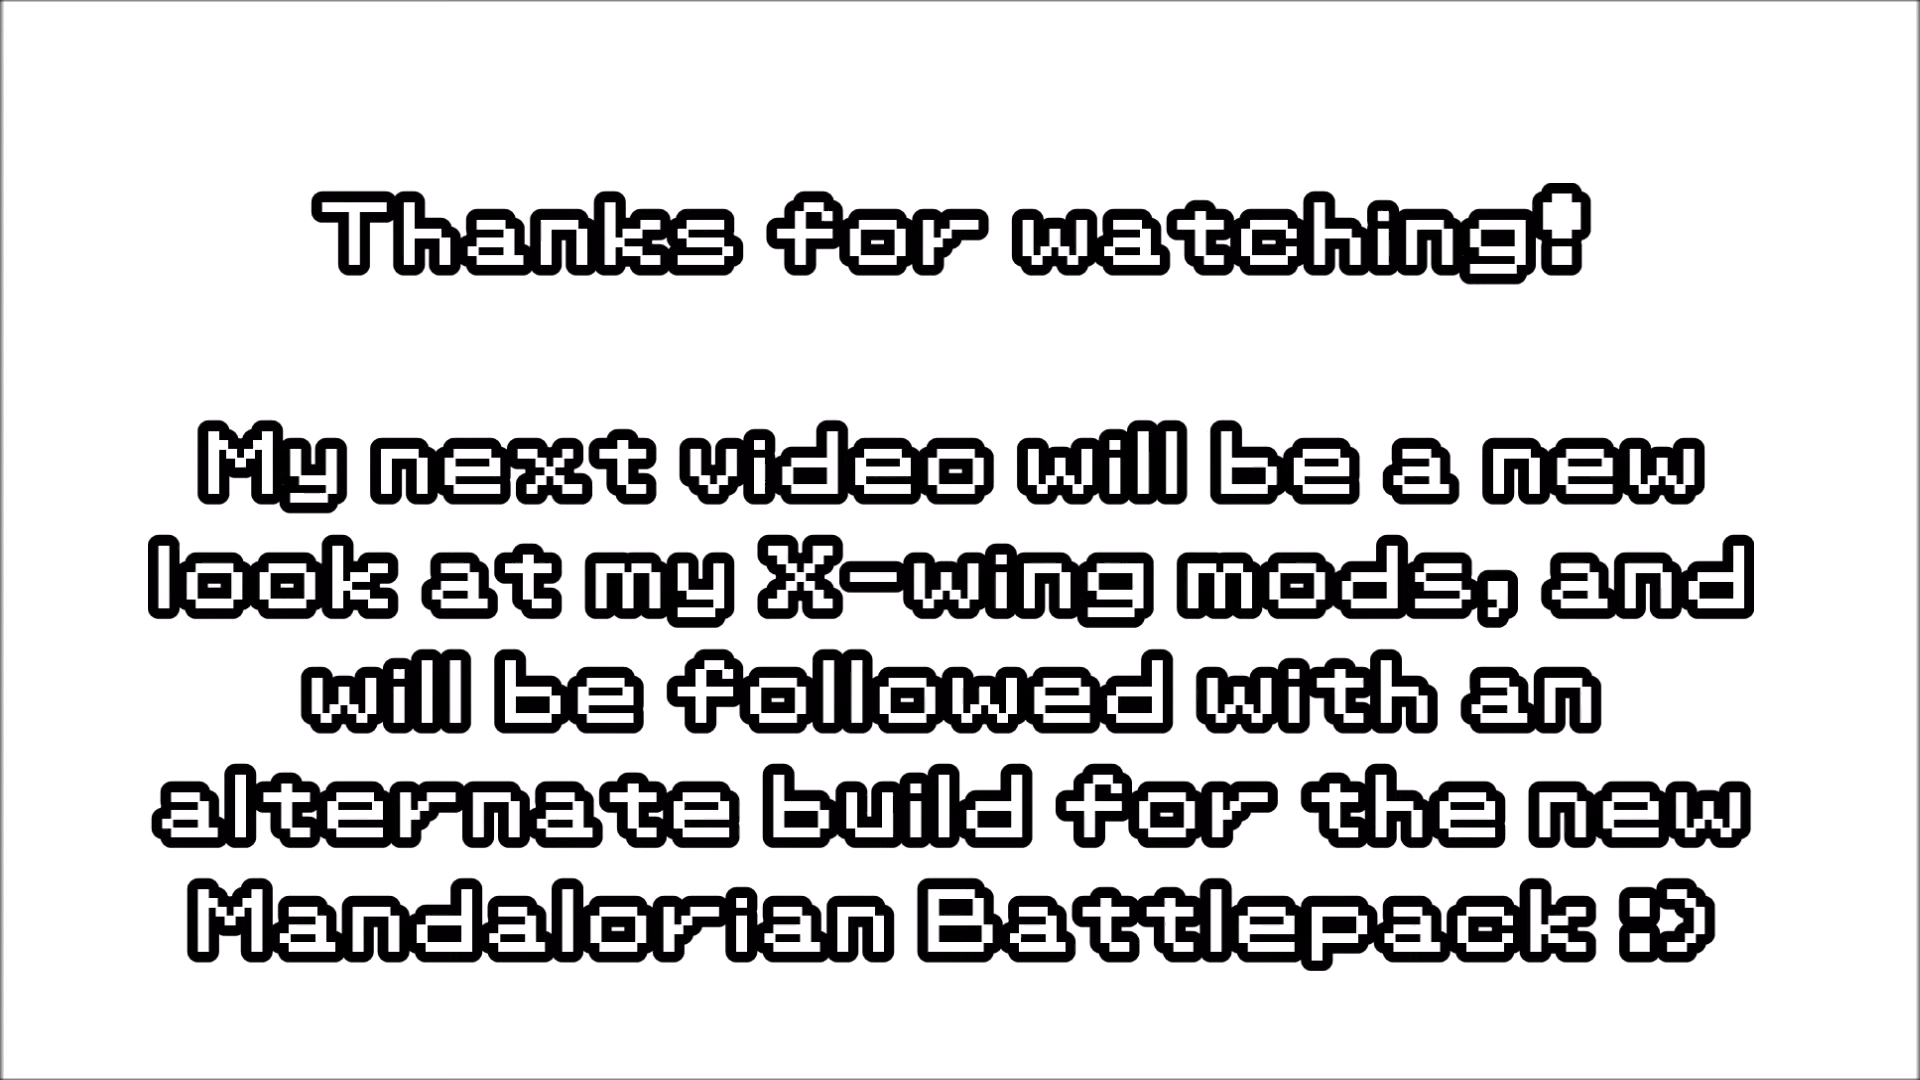 Thanks for watching!
My next video will be a new
look at my X-wing mods, and
will be followed with an
alternate build for the new
Mandalorian Battlepack :)